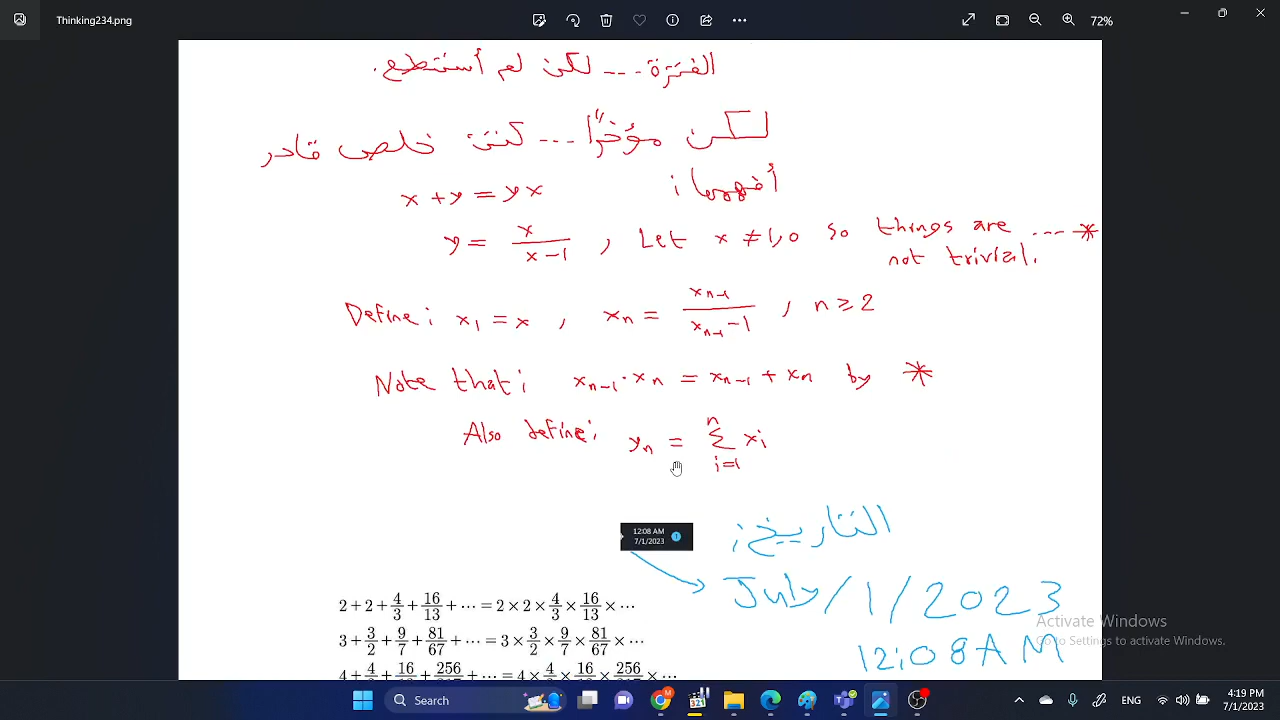 Thinking234.png
72%
الفترة --- لكن لم أستطع.
لكن مؤخراً --- كنت خلص قادر
أفهمها:
x + y = yx
y = x/(x-1) , Let x ≠ 1,0 so things are --- *
not trivial.
Define: x₁ = x , xₙ = xₙ₋₁/(xₙ₋₁-1) , n ≥ 2
Note that: xₙ₋₁·xₙ = xₙ₋₁ + xₙ by *
Also define: yₙ = Σⁿᵢ₌₁ xᵢ
التاريخ:
12:08 AM
7/1/2023
July/1/2023
12:08 AM
2 + 2 + 4/3 + 16/13 + ⋯ = 2 × 2 × 4/3 × 16/13 × ⋯
3 + 3/2 + 9/7 + 81/67 + ⋯ = 3 × 3/2 × 9/7 × 81/67 × ⋯
Activate Windows
Go to Settings to activate Windows.
Search
ENG
4:19 PM
7/1/2023